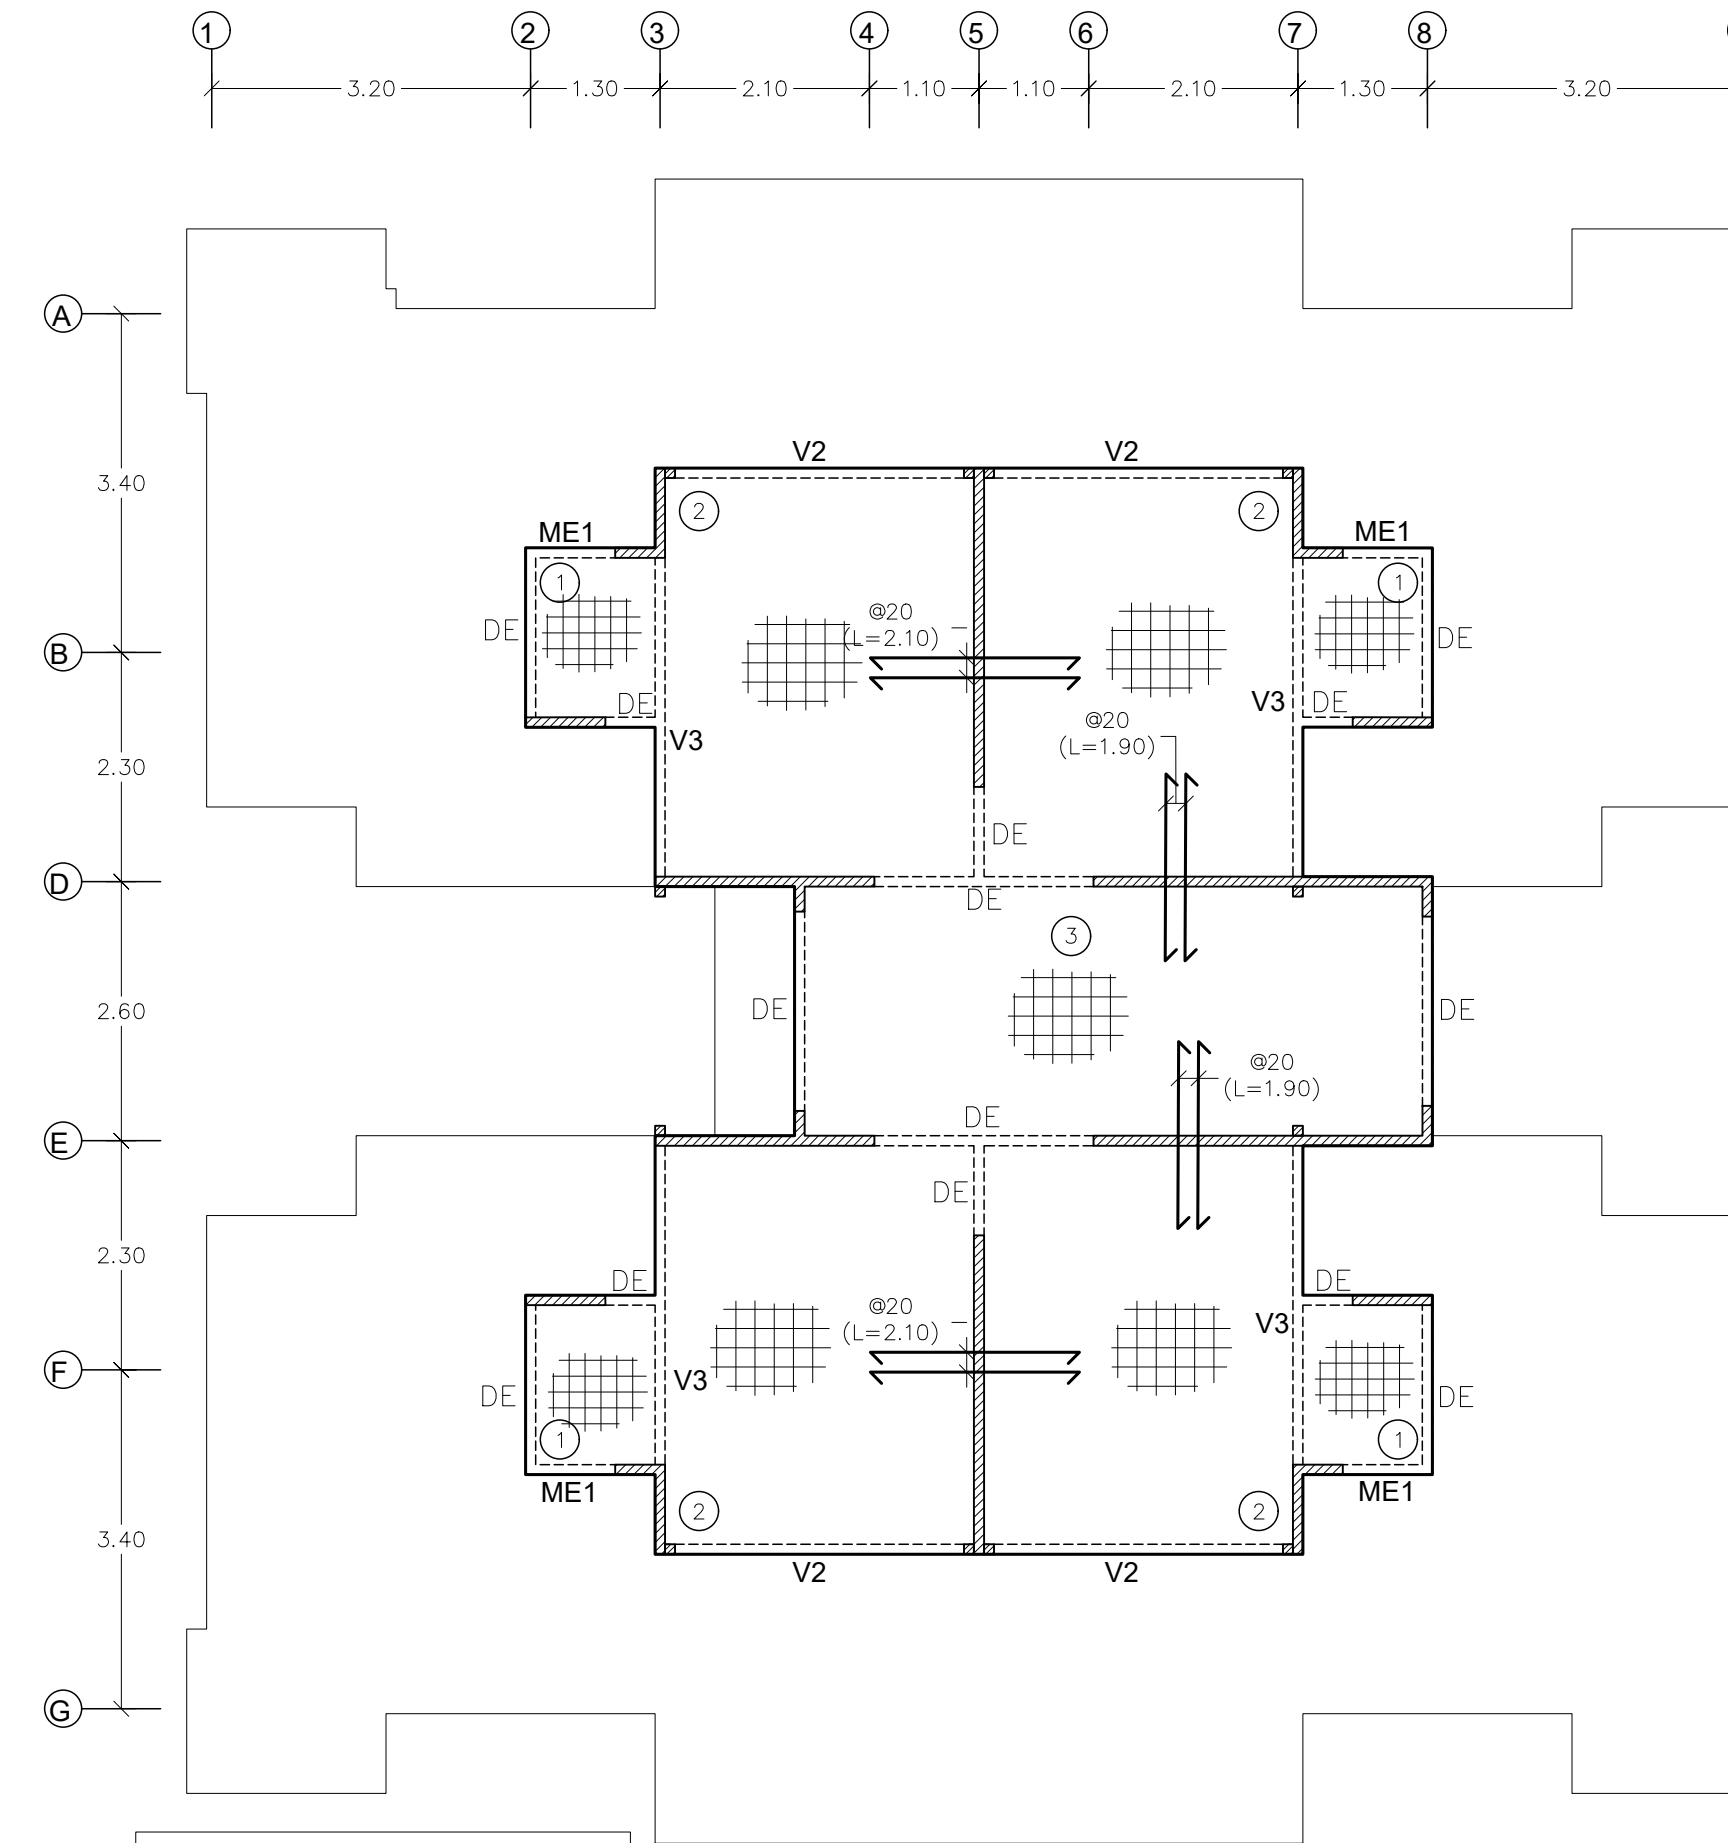 1 2 3 4 5 6 7 8
3.20 1.30 2.10 1.10 1.10 2.10 1.30 3.20
A
V2 V2
3.40
2 2
ME1 ME1
1 1
@20
(L=2.10)
DE DE
B
DE V3 DE
@20
(L=1.90)
V3
2.30
DE
D
DE
3
DE DE
2.60
@20
(L=1.90)
DE
E
DE
2.30
DE DE
@20
(L=2.10)
V3
F
V3
DE DE
1 1
ME1 ME1
2 2
3.40
V2 V2
G